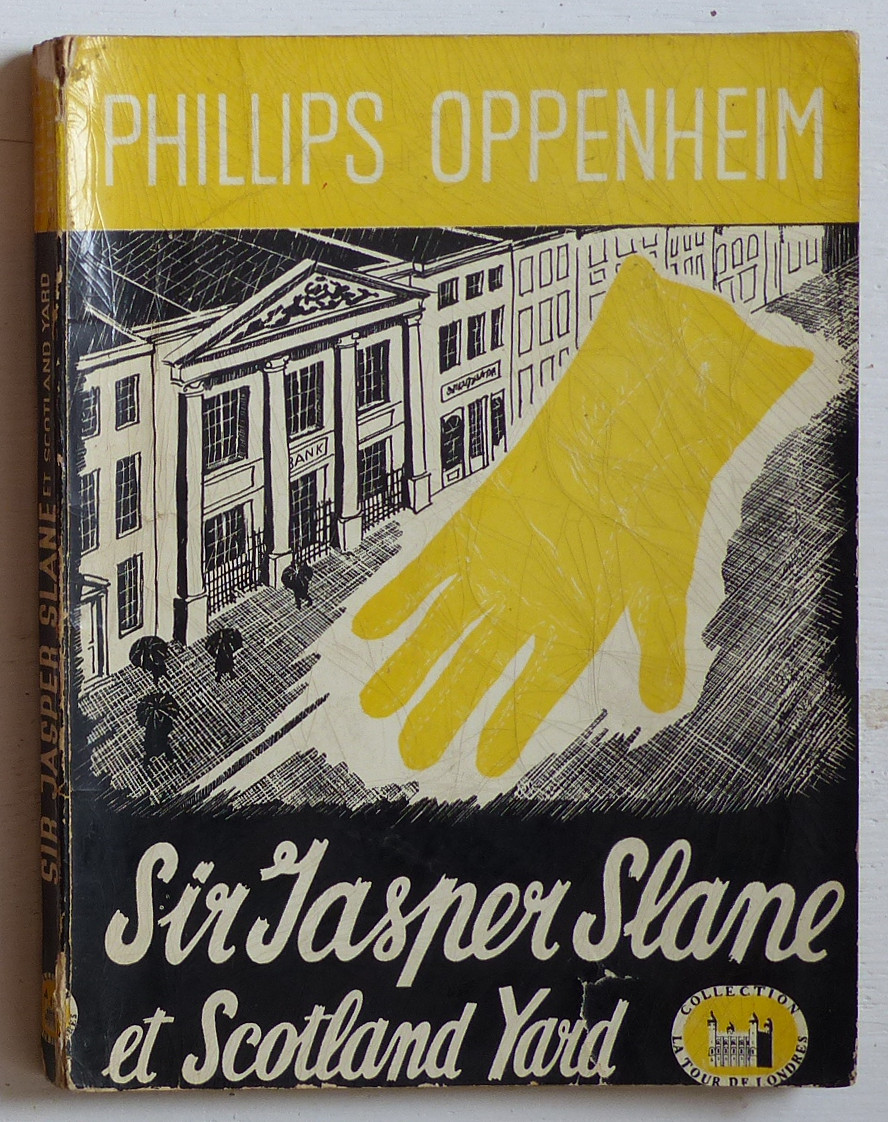 PHILLIPS OPPENHEIM
BANK
Sir Jasper Slane
et Scotland Yard
COLLECTION
LA TOUR DE LONDRES
SIR JASPER SLANE ET SCOTLAND YARD